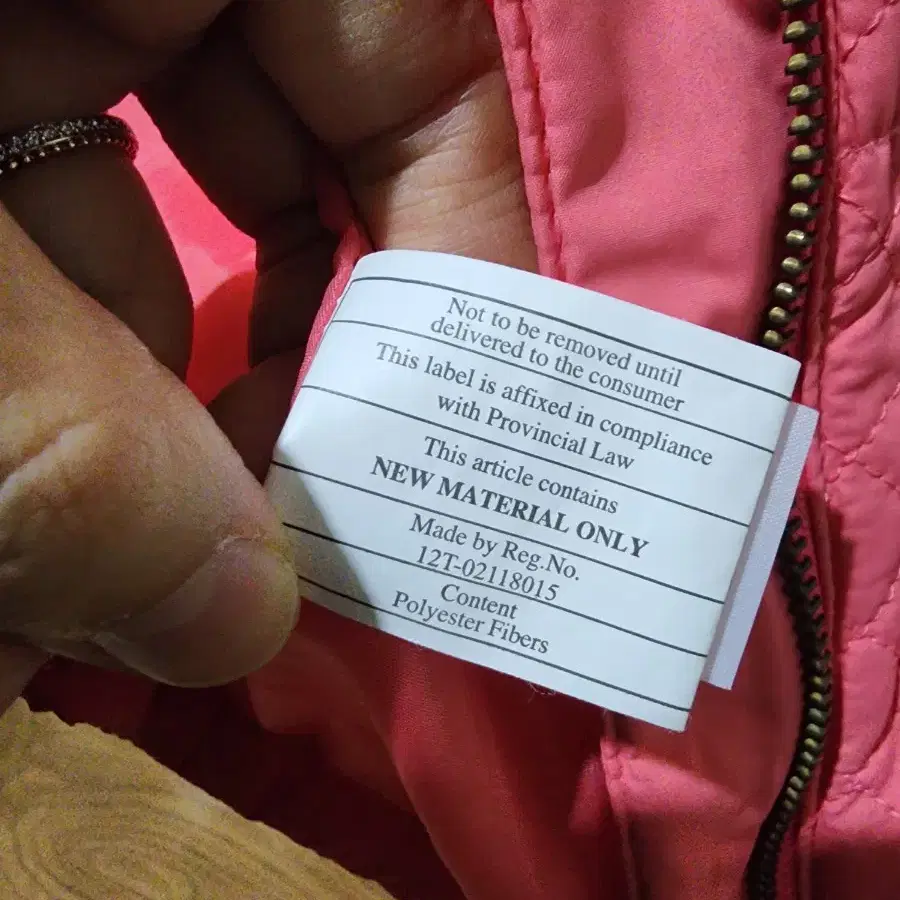 Not to be removed until
delivered to the consumer
This label is affixed in compliance
with Provincial Law
This article contains
NEW MATERIAL ONLY
Made by Reg.No.
12T-02118015
Content
Polyester Fibers